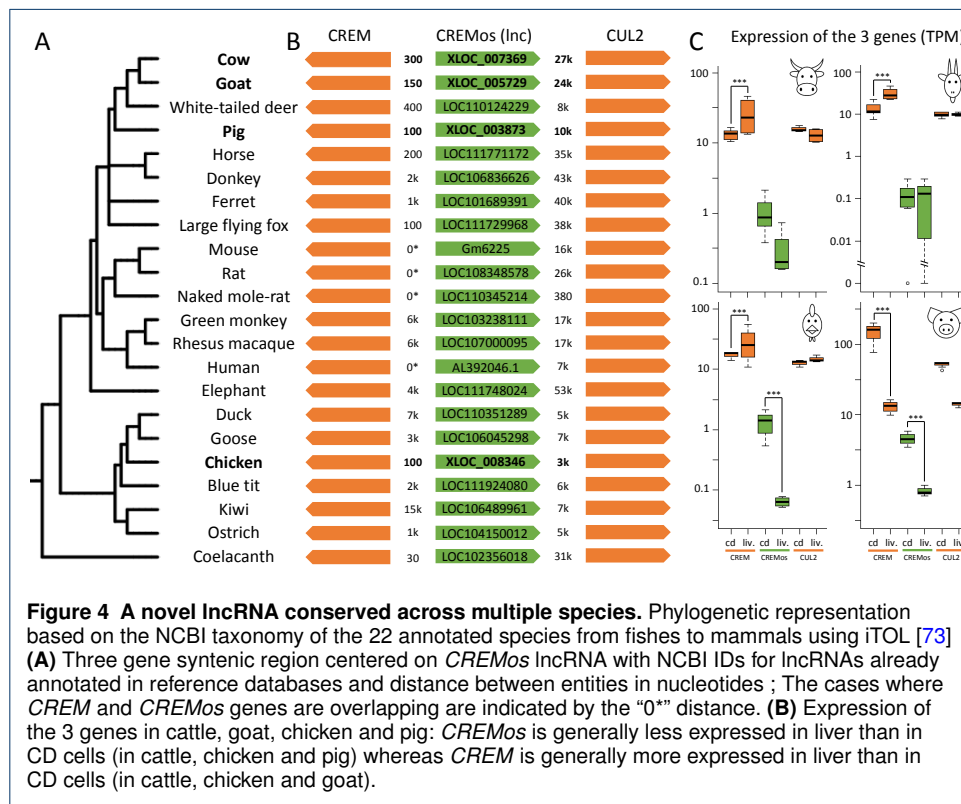 A B CREM CREMos (lnc) CUL2 C Expression of the 3 genes (TPM)
Cow 300 XLOC_007369 27k
Goat 150 XLOC_005729 24k
White-tailed deer 400 LOC110124229 8k
Pig 100 XLOC_003873 10k
Horse 200 LOC111771172 35k
Donkey 2k LOC106836626 43k
Ferret 1k LOC101689391 40k
Large flying fox 100 LOC111729968 38k
Mouse 0* Gm6225 16k
Rat 0* LOC108348578 26k
Naked mole-rat 0* LOC110345214 380
Green monkey 6k LOC103238111 17k
Rhesus macaque 6k LOC107000095 17k
Human 0* AL392046.1 7k
Elephant 4k LOC111748024 53k
Duck 7k LOC110351289 5k
Goose 3k LOC106045298 7k
Chicken 100 XLOC_008346 3k
Blue tit 2k LOC111924080 6k
Kiwi 15k LOC106489961 7k
Ostrich 1k LOC104150012 5k
Coelacanth 30 LOC102356018 31k
100
10
1
0.1
***
100
10
1
0.1
0.01
0
***
100
10
1
0.1
***
***
100
10
1
***
***
cd liv. cd liv. cd liv.
CREM CREMos CUL2
cd liv. cd liv. cd liv.
CREM CREMos CUL2
Figure 4 A novel lncRNA conserved across multiple species. Phylogenetic representation
based on the NCBI taxonomy of the 22 annotated species from fishes to mammals using iTOL [73]
(A) Three gene syntenic region centered on CREMos lncRNA with NCBI IDs for lncRNAs already
annotated in reference databases and distance between entities in nucleotides ; The cases where
CREM and CREMos genes are overlapping are indicated by the “0*” distance. (B) Expression of
the 3 genes in cattle, goat, chicken and pig: CREMos is generally less expressed in liver than in
CD cells (in cattle, chicken and pig) whereas CREM is generally more expressed in liver than in
CD cells (in cattle, chicken and goat).